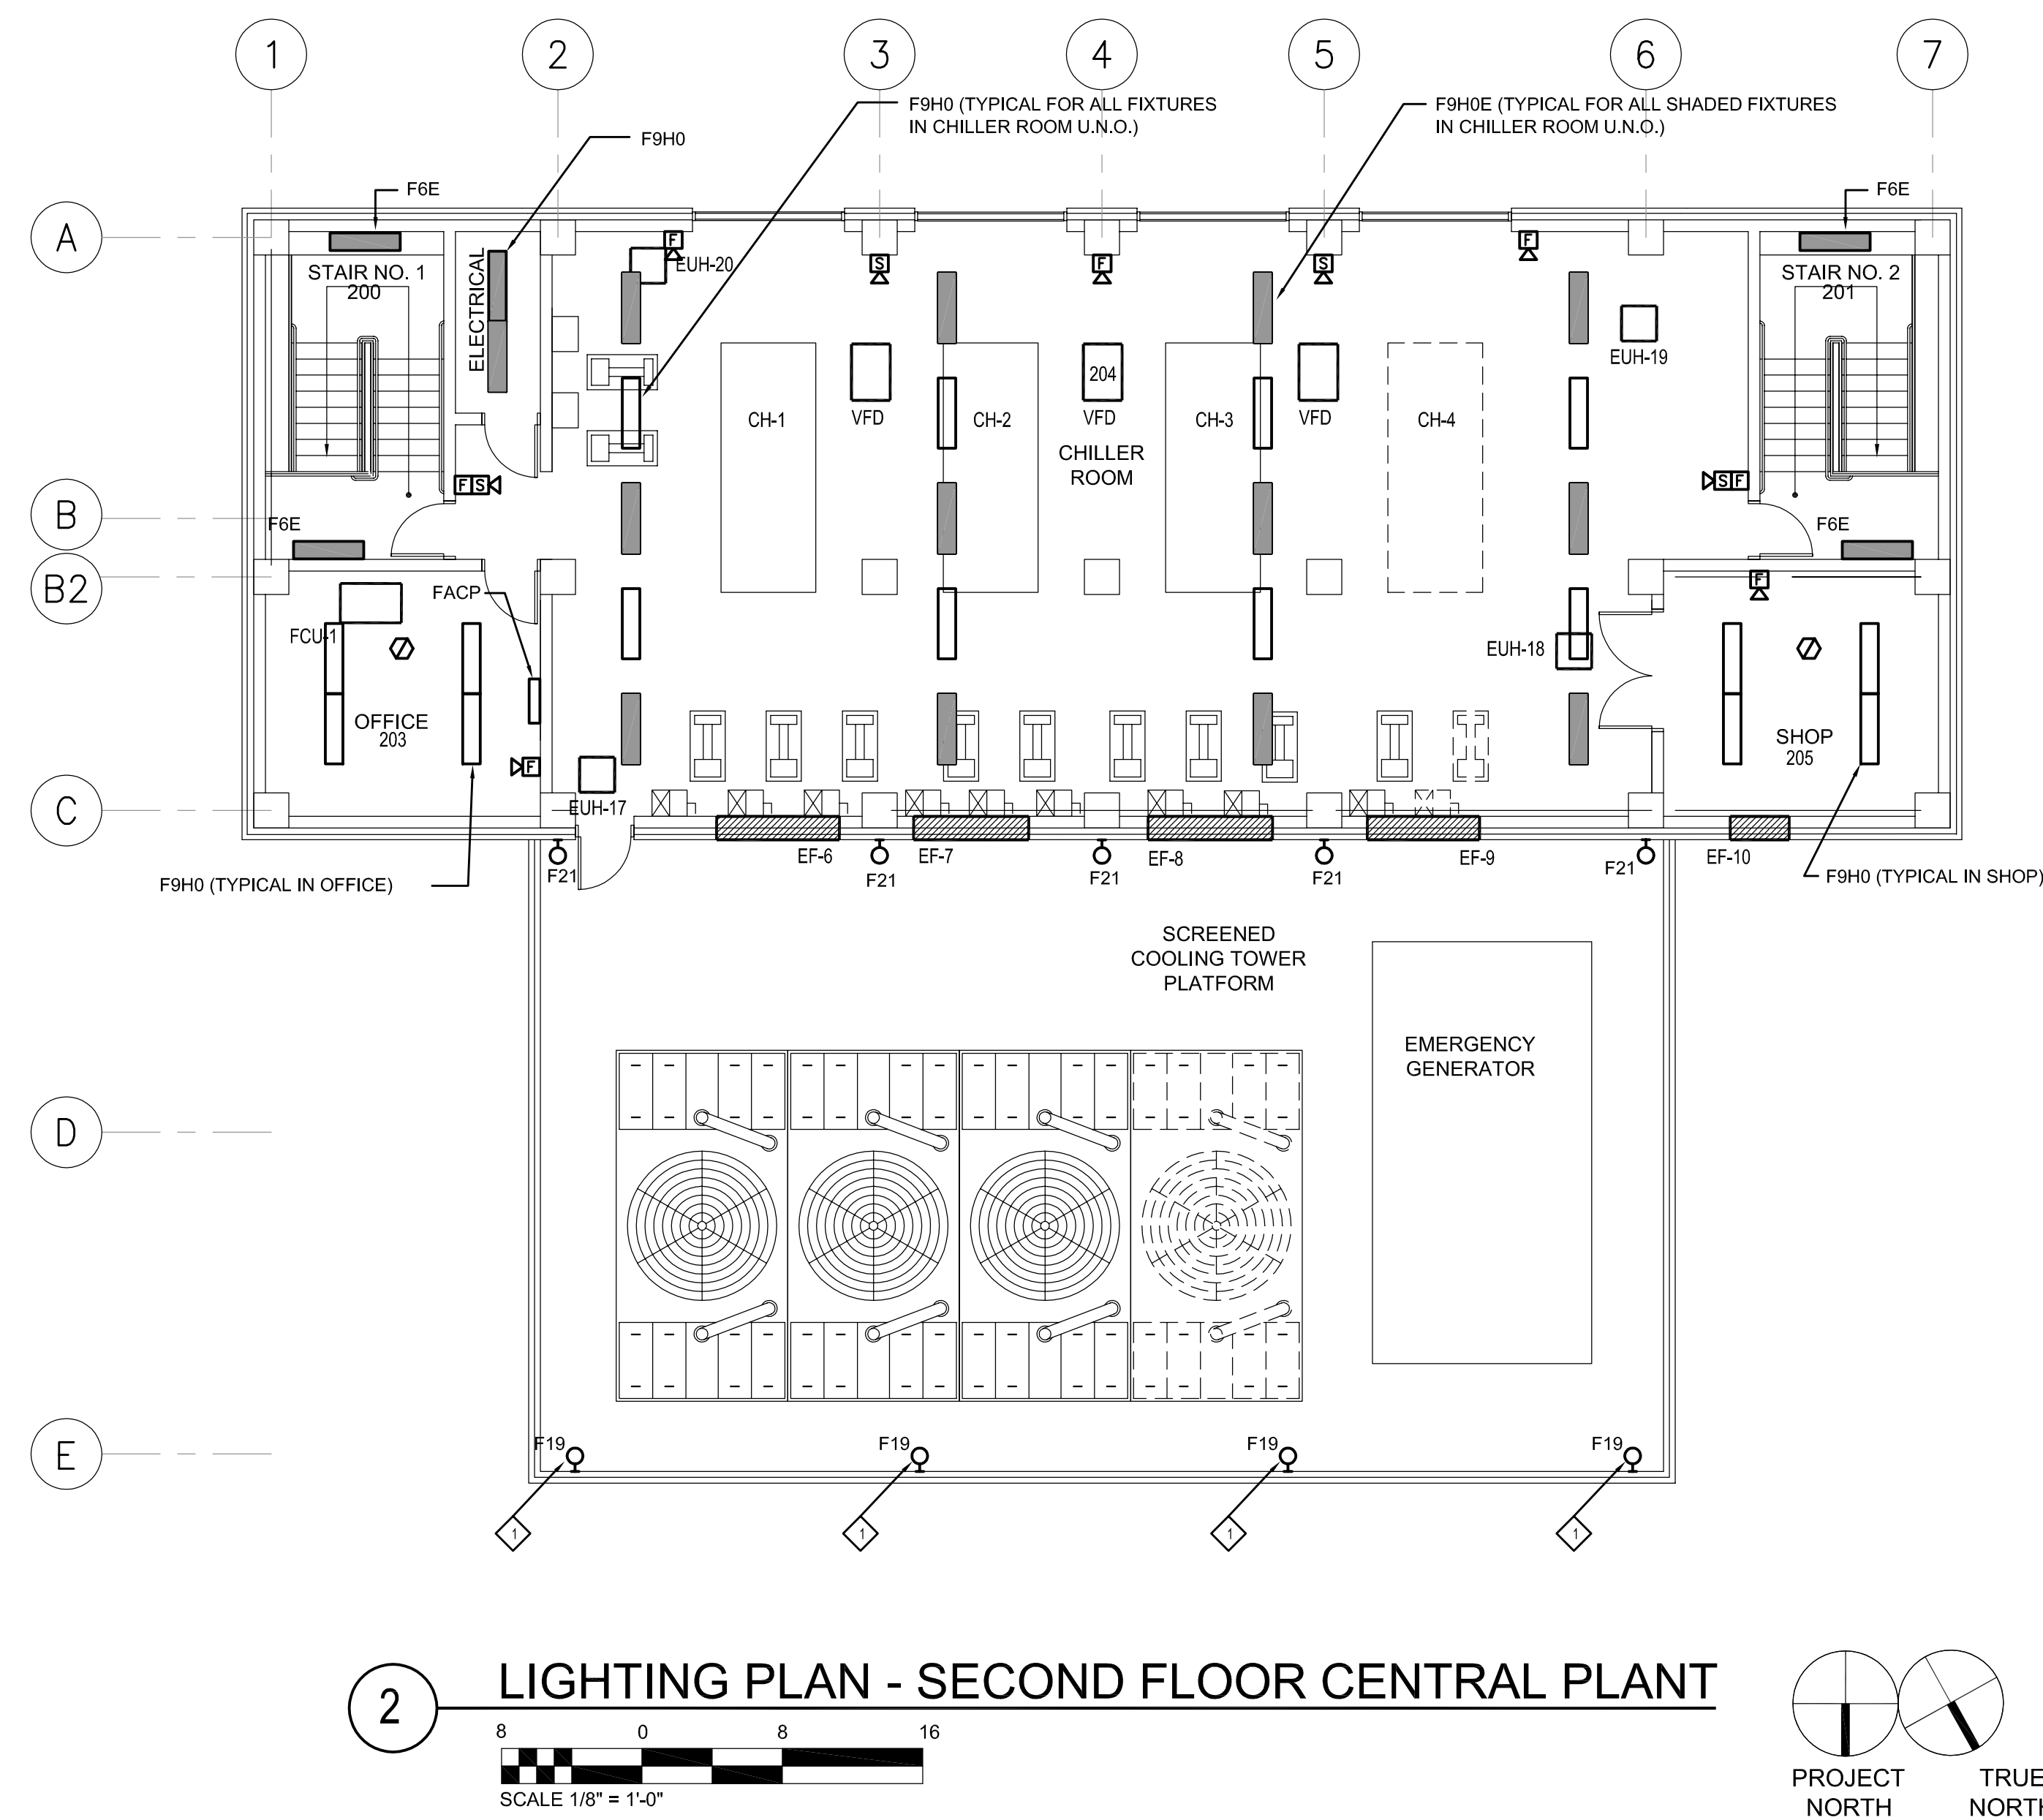 1
2
3
4
5
6
7
F9H0 (TYPICAL FOR ALL FIXTURES
IN CHILLER ROOM U.N.O.)
F9H0E (TYPICAL FOR ALL SHADED FIXTURES
IN CHILLER ROOM U.N.O.)
F9H0
F6E
F6E
A
STAIR NO. 1
200
ELECTRICAL
F
EUH-20
S
F
S
F
STAIR NO. 2
201
EUH-19
204
CH-1
VFD
CH-2
VFD
CH-3
VFD
CH-4
CHILLER
ROOM
FS
SF
B
F6E
F6E
B2
FACP
F
FCU-1
EUH-18
OFFICE
203
SHOP
205
F
C
EUH-17
EF-6
EF-7
EF-8
EF-9
EF-10
F21
F21
F21
F21
F21
F9H0 (TYPICAL IN OFFICE)
F9H0 (TYPICAL IN SHOP)
SCREENED
COOLING TOWER
PLATFORM
EMERGENCY
GENERATOR
D
E
F19
F19
F19
F19
1
1
1
1
2
LIGHTING PLAN - SECOND FLOOR CENTRAL PLANT
8 0 8 16
SCALE 1/8" = 1'-0"
PROJECT
NORTH
TRUE
NORTH